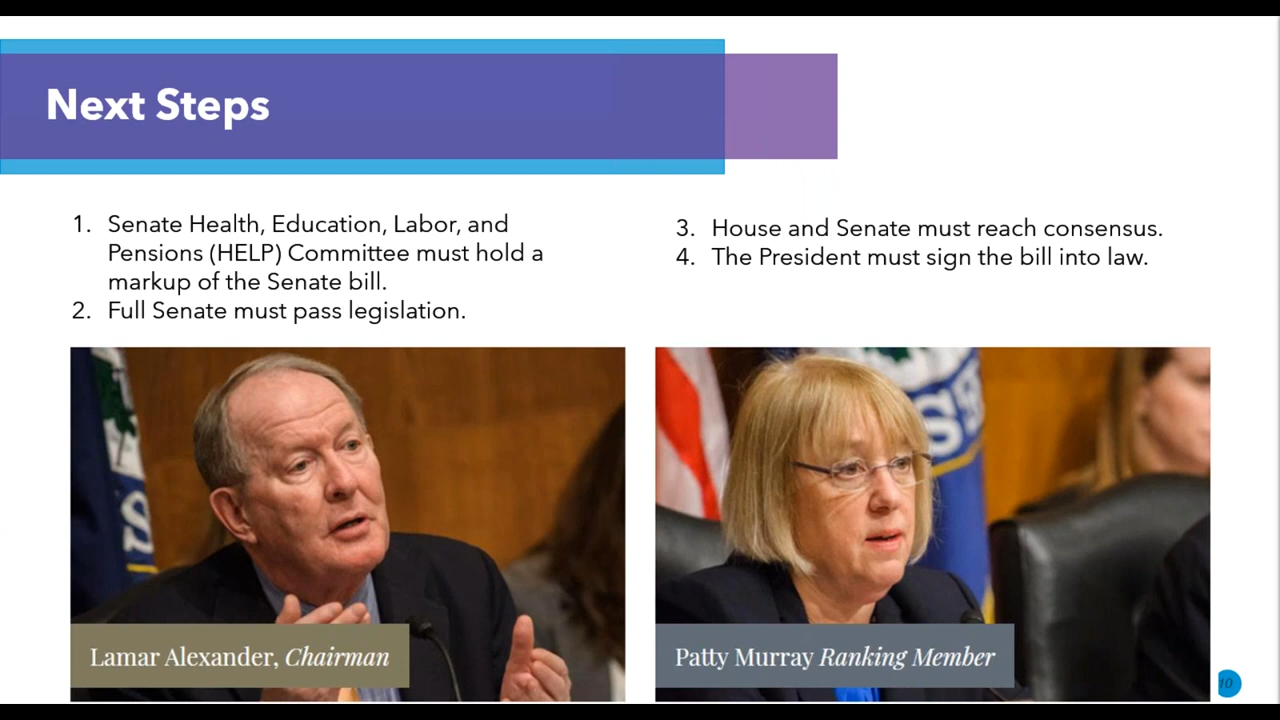 Next Steps
1. Senate Health, Education, Labor, and
Pensions (HELP) Committee must hold a
markup of the Senate bill.
2. Full Senate must pass legislation.
3. House and Senate must reach consensus.
4. The President must sign the bill into law.
Lamar Alexander, Chairman
Patty Murray Ranking Member
10